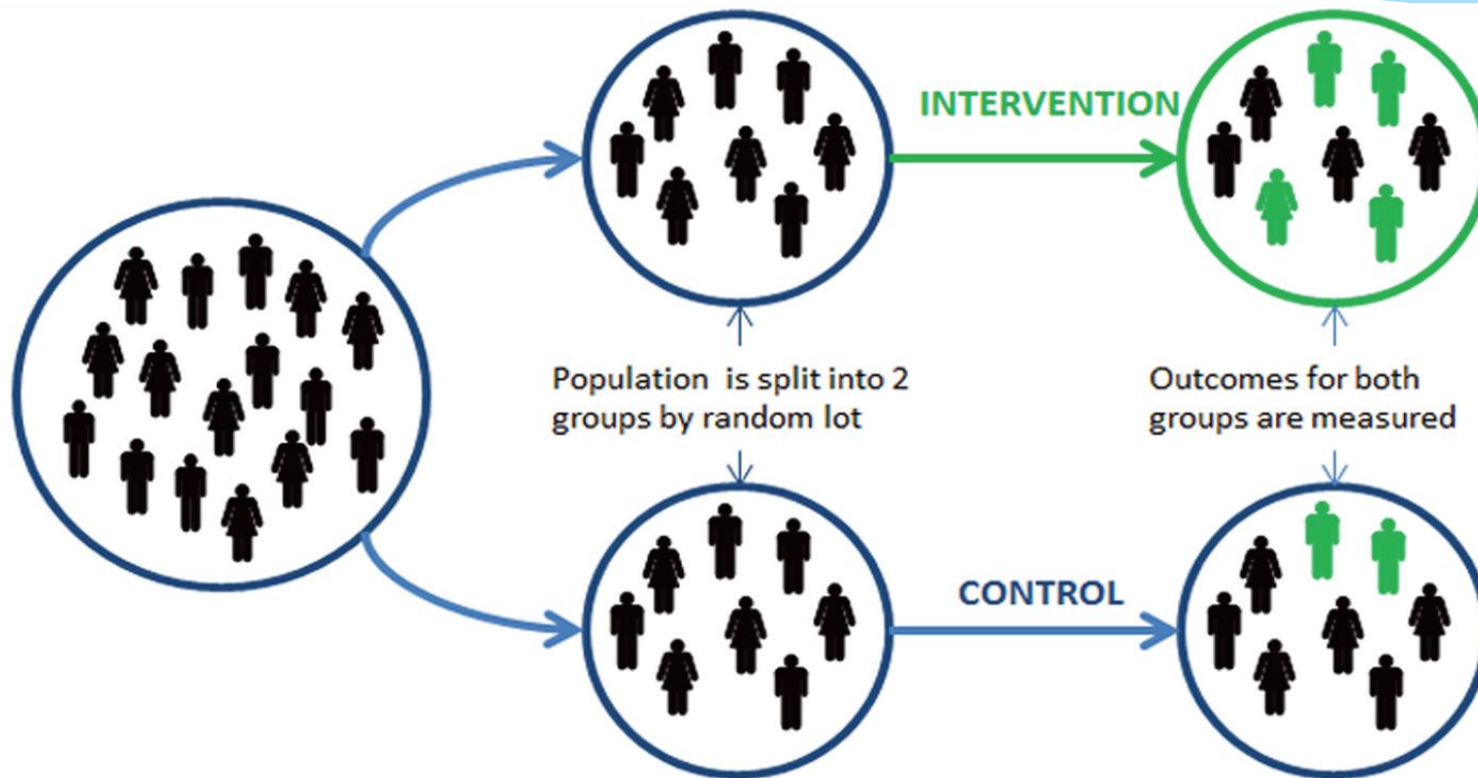 INTERVENTION
Population is split into 2
groups by random lot
Outcomes for both
groups are measured
CONTROL